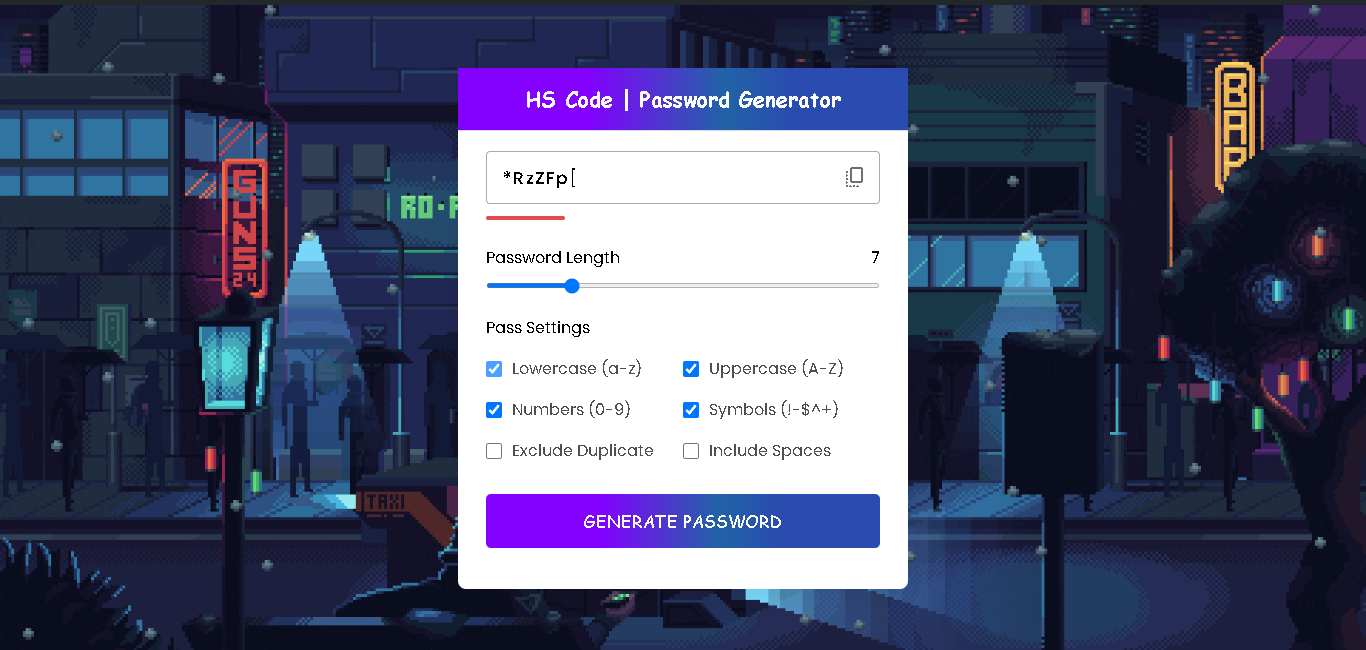 HS Code | Password Generator
*RzZFp[
Password Length 7
Pass Settings
Lowercase (a-z) Uppercase (A-Z)
Numbers (0-9) Symbols (!-$^+)
Exclude Duplicate Include Spaces
GENERATE PASSWORD
GUNS
24
RO·
BAP
TAXI